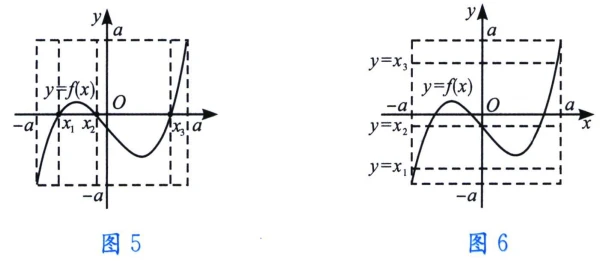 y
a
y=f(x)
O
-a x₁ x₂ x₃ a x
-a
图 5
y
a
y=x₃
y=f(x)
-a O a
x
y=x₂
y=x₁
-a
图 6